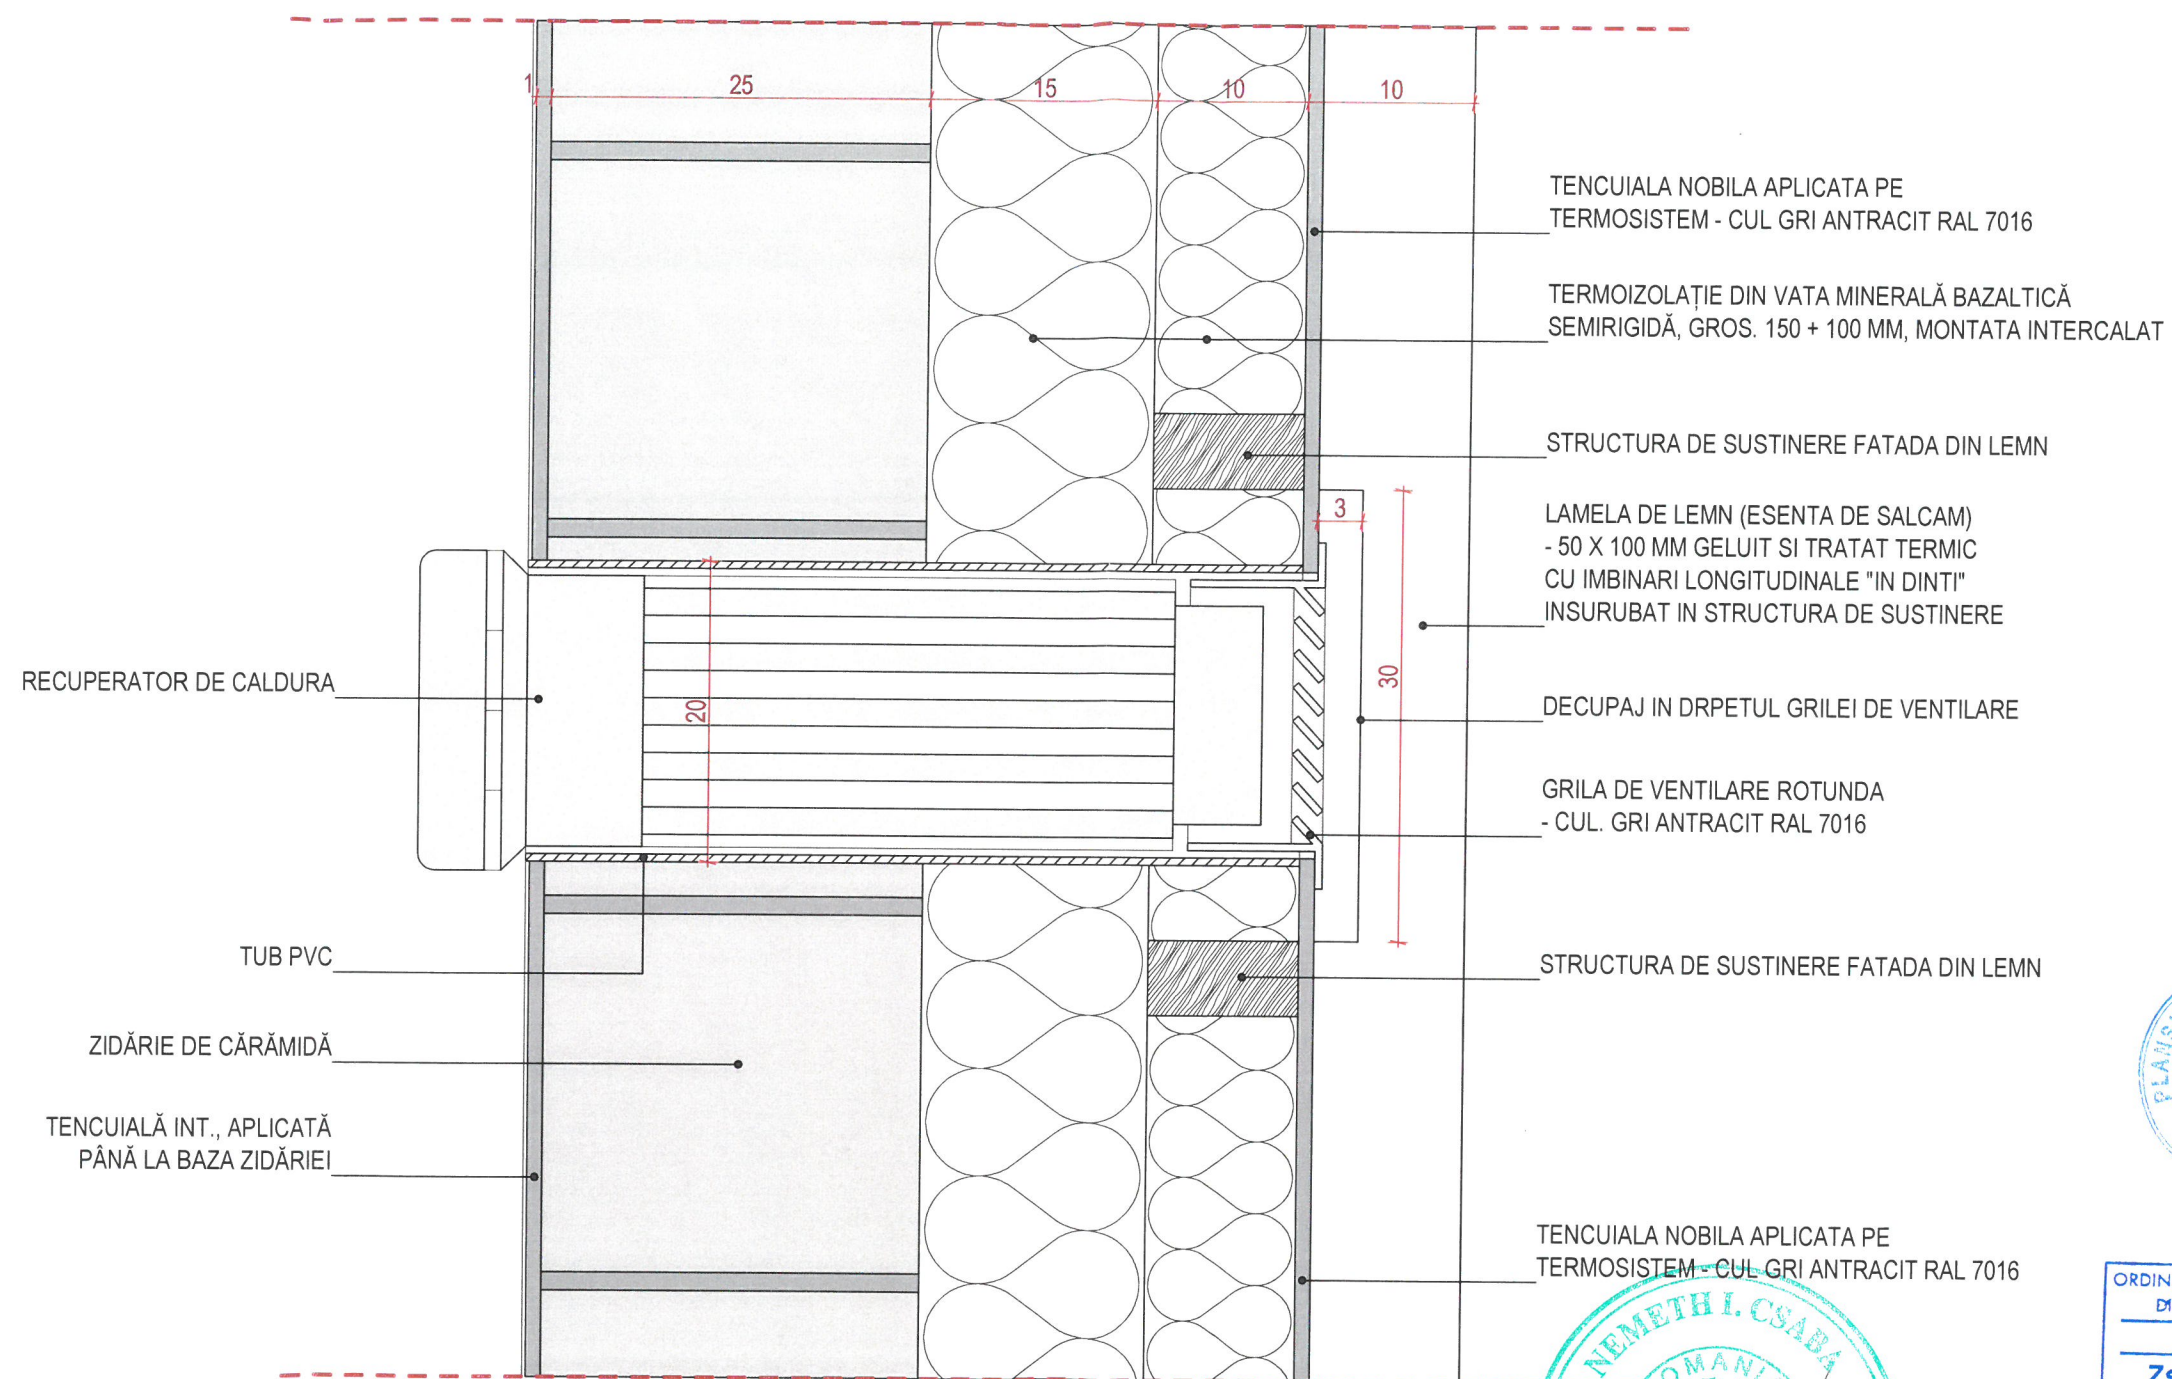 1 25 15 10 10
TENCUIALA NOBILA APLICATA PE
TERMOSISTEM - CUL GRI ANTRACIT RAL 7016
TERMOIZOLAȚIE DIN VATA MINERALĂ BAZALTICĂ
SEMIRIGIDĂ, GROS. 150 + 100 MM, MONTATA INTERCALAT
STRUCTURA DE SUSTINERE FATADA DIN LEMN
3
LAMELA DE LEMN (ESENTA DE SALCAM)
- 50 X 100 MM GELUIT SI TRATAT TERMIC
CU IMBINARI LONGITUDINALE "IN DINTI"
INSURUBAT IN STRUCTURA DE SUSTINERE
RECUPERATOR DE CALDURA
20
30
DECUPAJ IN DRPETUL GRILEI DE VENTILARE
GRILA DE VENTILARE ROTUNDA
- CUL. GRI ANTRACIT RAL 7016
TUB PVC
STRUCTURA DE SUSTINERE FATADA DIN LEMN
ZIDĂRIE DE CĂRĂMIDĂ
TENCUIALĂ INT., APLICATĂ
PÂNĂ LA BAZA ZIDĂRIEI
TENCUIALA NOBILA APLICATA PE
TERMOSISTEM - CUL GRI ANTRACIT RAL 7016
NEMETH I. CSABA